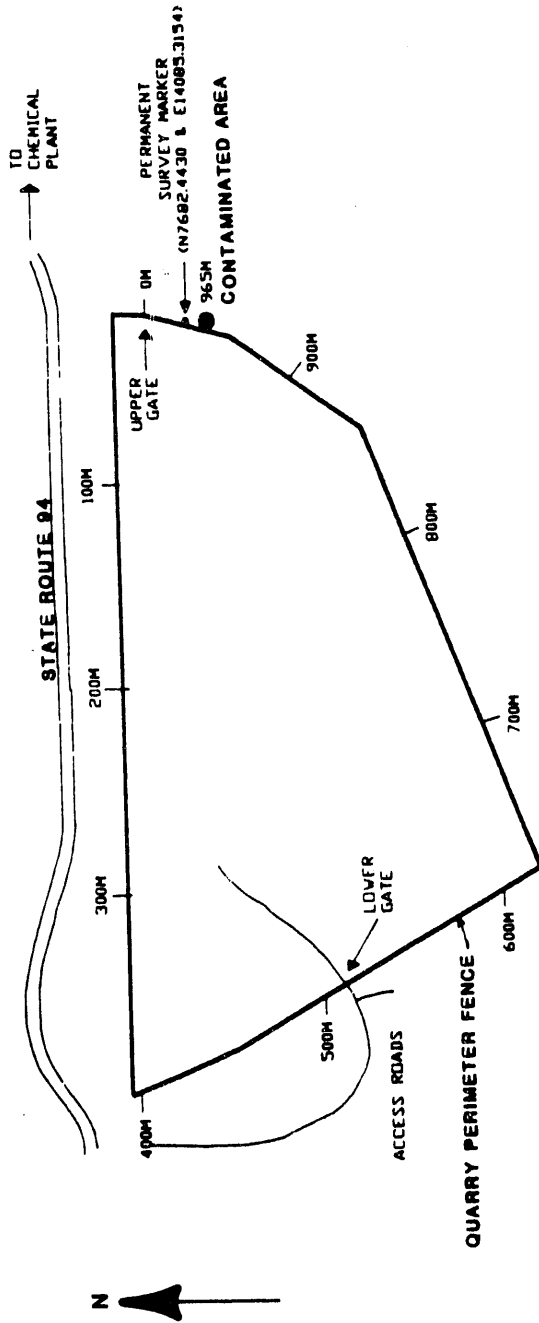 TO
CHEMICAL
PLANT
STATE ROUTE 94
PERMANENT
SURVEY MARKER
(N7682.4430 & E14085.3154)
0M
UPPER
GATE
965M
CONTAMINATED AREA
100M
200M
300M
400M
500M
600M
700M
800M
900M
LOWER
GATE
ACCESS ROADS
QUARRY PERIMETER FENCE
N